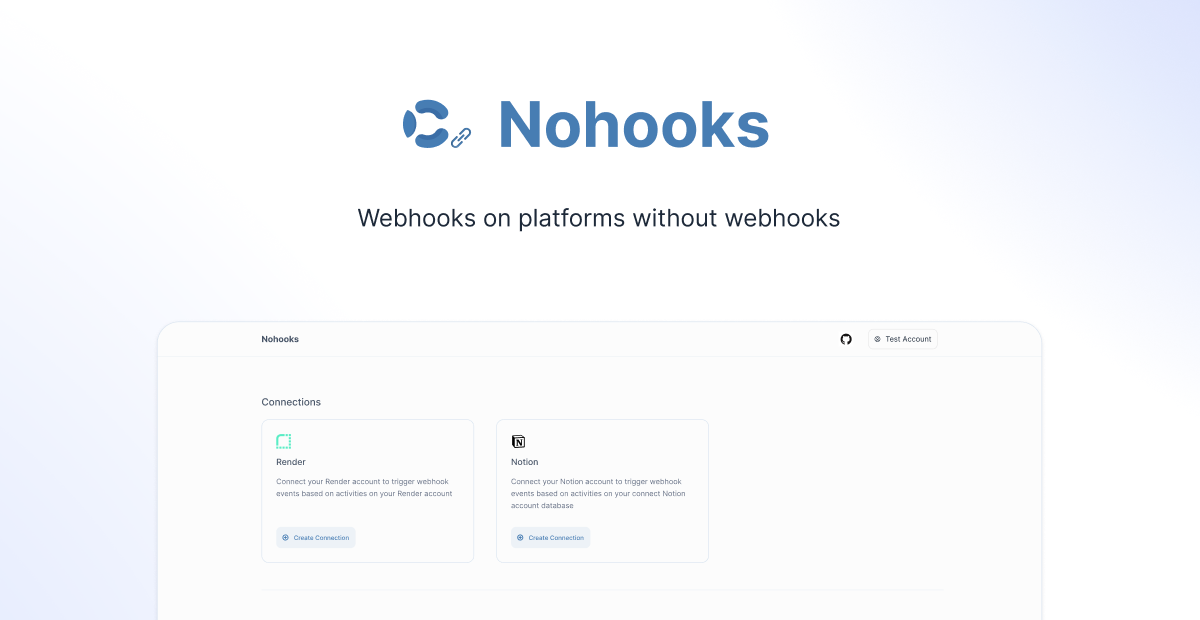 Nohooks
Webhooks on platforms without webhooks
Nohooks
Test Account
Connections
Render
Connect your Render account to trigger webhook
events based on activities on your Render account
Create Connection
Notion
Connect your Notion account to trigger webhook
events based on activities on your connect Notion
account database
Create Connection